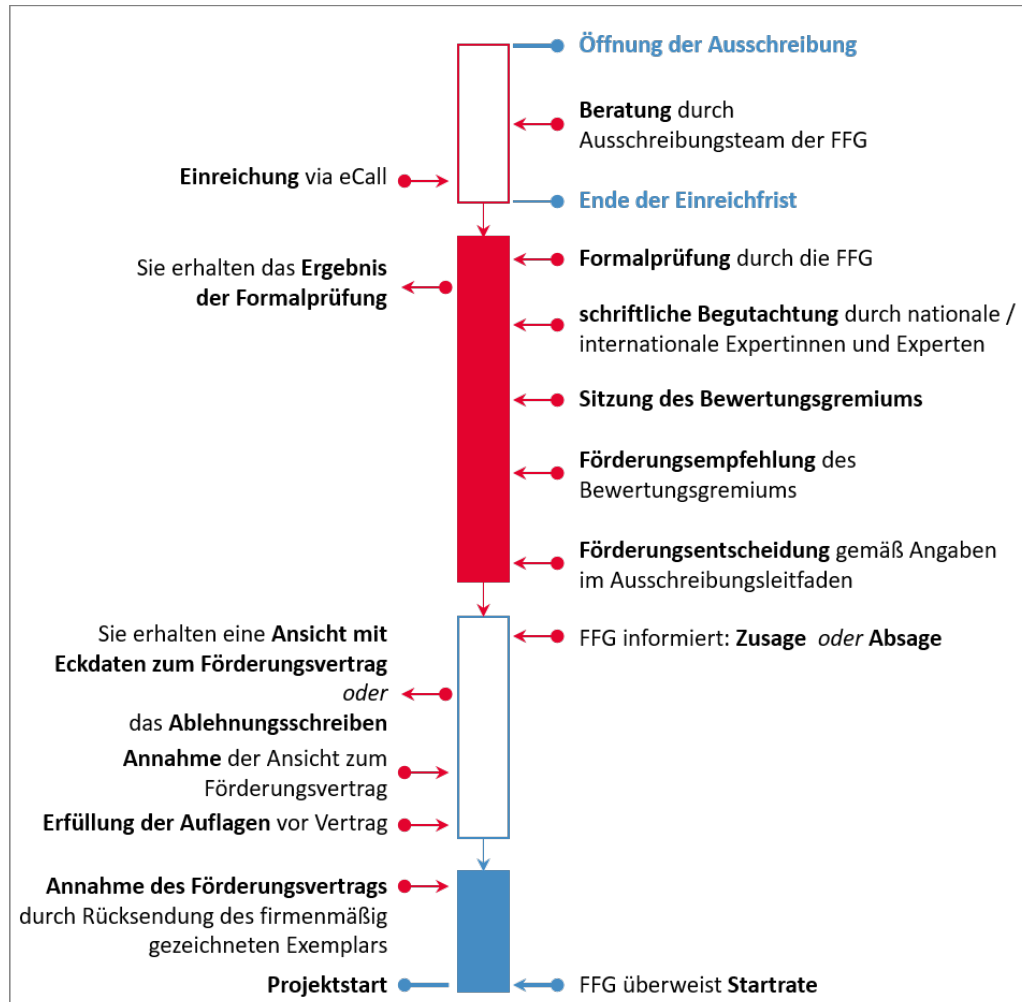 Öffnung der Ausschreibung
Beratung durch
Ausschreibungsteam der FFG
Einreichung via eCall
Ende der Einreichfrist
Formalprüfung durch die FFG
Sie erhalten das Ergebnis
der Formalprüfung
schriftliche Begutachtung durch nationale /
internationale Expertinnen und Experten
Sitzung des Bewertungsgremiums
Förderungsempfehlung des
Bewertungsgremiums
Förderungsentscheidung gemäß Angaben
im Ausschreibungsleitfaden
FFG informiert: Zusage oder Absage
Sie erhalten eine Ansicht mit
Eckdaten zum Förderungsvertrag
oder
das Ablehnungsschreiben
Annahme der Ansicht zum
Förderungsvertrag
Erfüllung der Auflagen vor Vertrag
Annahme des Förderungsvertrags
durch Rücksendung des firmenmäßig
gezeichneten Exemplars
Projektstart
FFG überweist Startrate